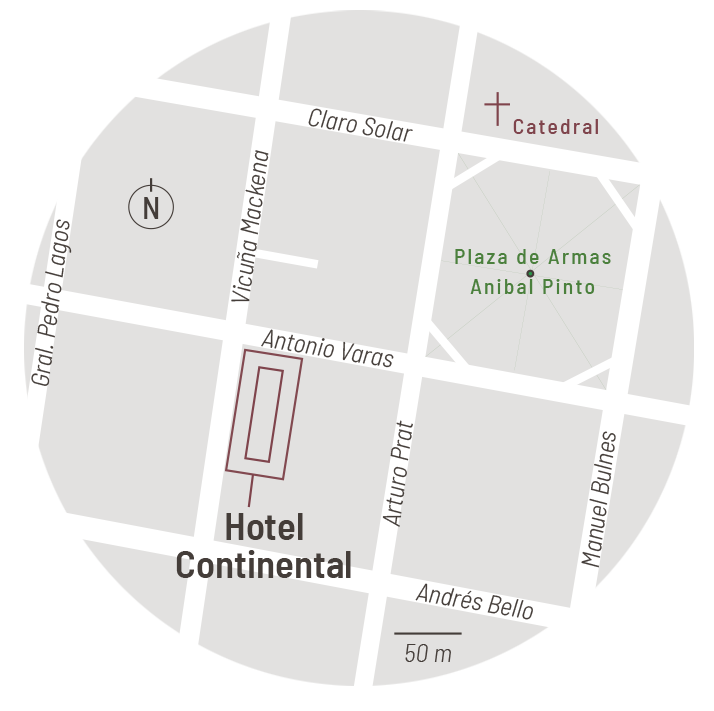 Claro Solar
Catedral
N
Vicuña Mackena
Gral. Pedro Lagos
Plaza de Armas
Anibal Pinto
Antonio Varas
Arturo Prat
Manuel Bulnes
Hotel
Continental
Andrés Bello
50 m